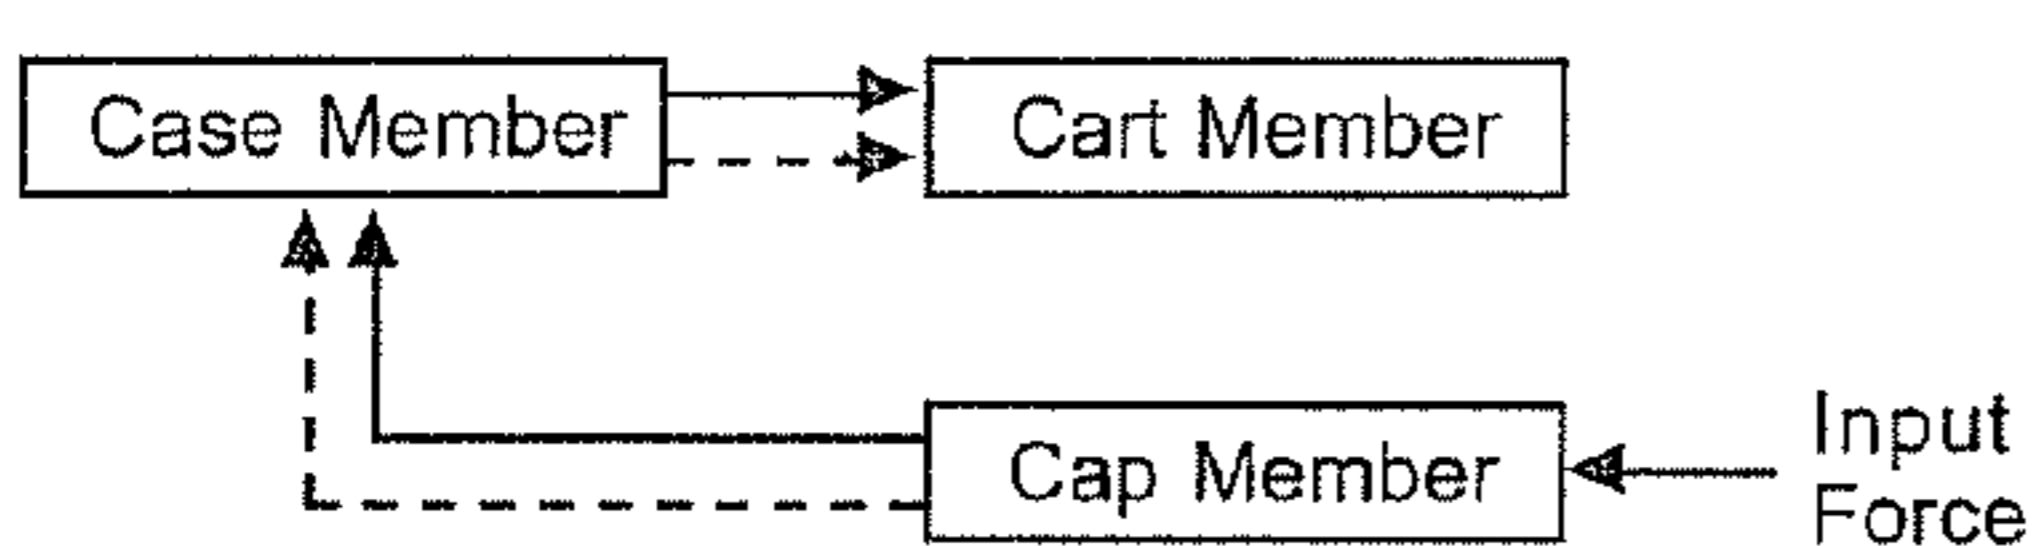 Case Member
Cart Member
Cap Member
Input
Force